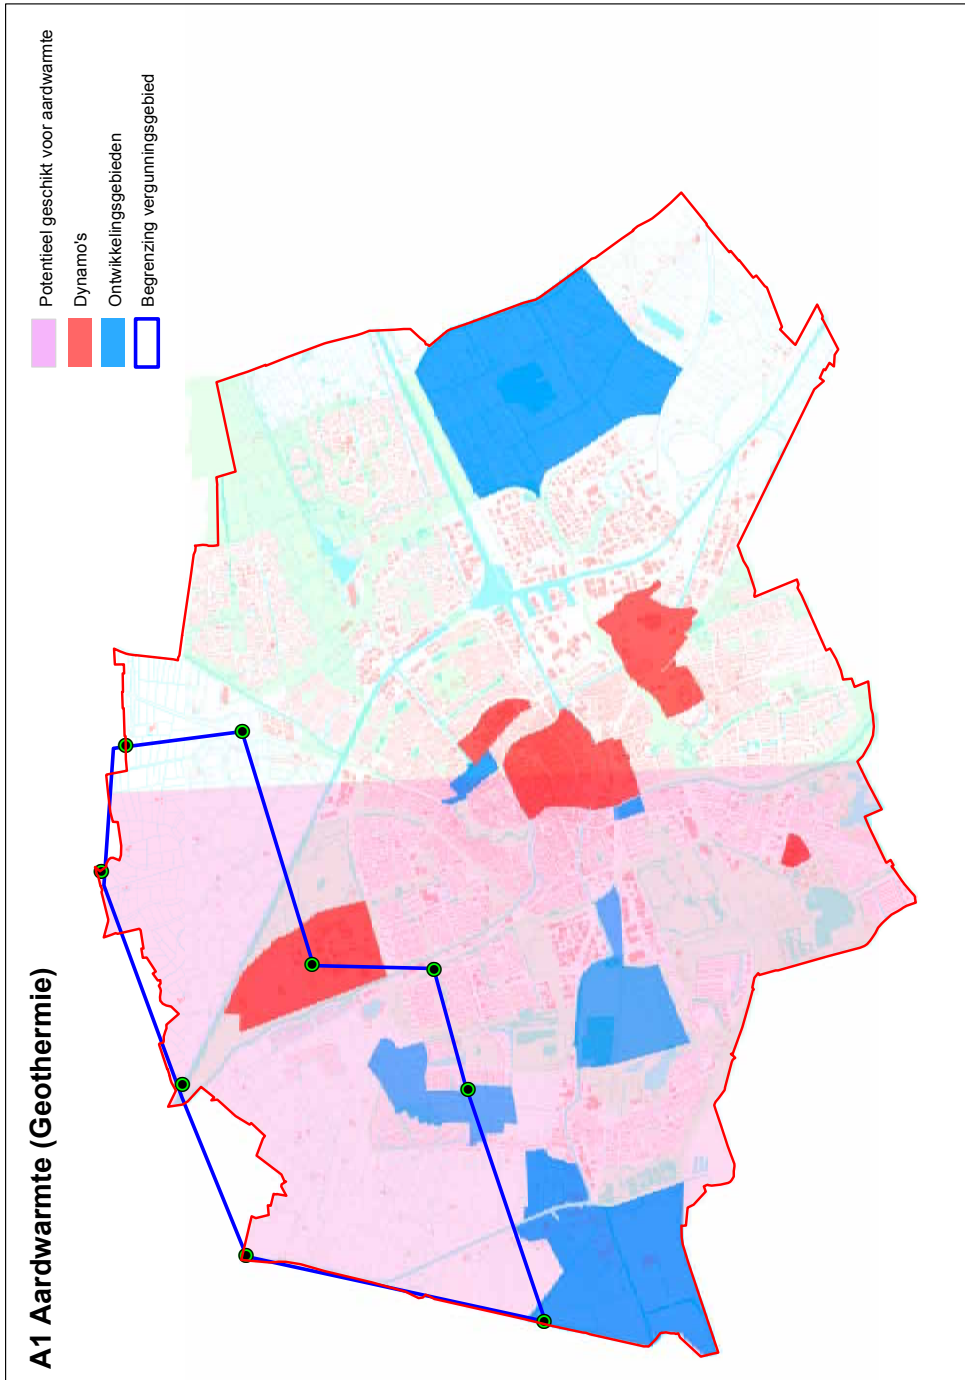 A1 Aardwarmte (Geothermie)
Potentieel geschikt voor aardwarmte
Dynamo's
Ontwikkelingsgebieden
Begrenzing vergunningsgebied